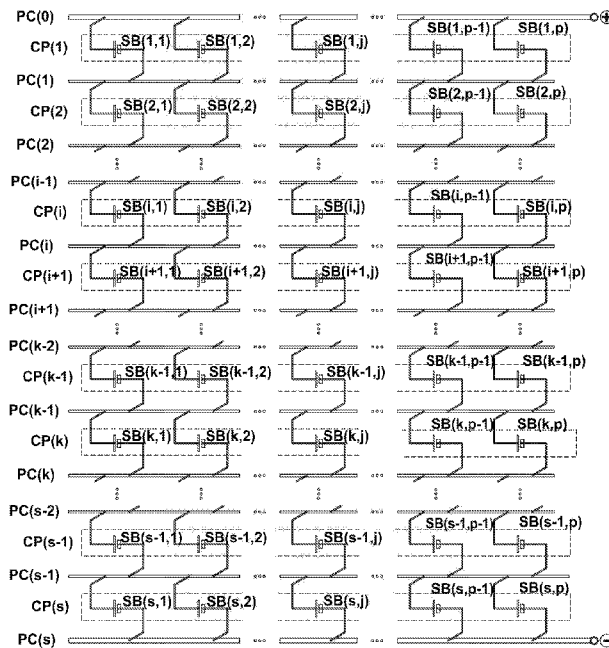 PC(0)
SB(1,1) SB(1,2) SB(1,j) SB(1,p-1) SB(1,p)
CP(1)
PC(1)
SB(2,1) SB(2,2) SB(2,j) SB(2,p-1) SB(2,p)
CP(2)
PC(2)
PC(i-1)
SB(i,1) SB(i,2) SB(i,j) SB(i,p-1) SB(i,p)
CP(i)
PC(i)
SB(i+1,1) SB(i+1,2) SB(i+1,j) SB(i+1,p-1) SB(i+1,p)
CP(i+1)
PC(i+1)
PC(k-2)
SB(k-1,1) SB(k-1,2) SB(k-1,j) SB(k-1,p-1) SB(k-1,p)
CP(k-1)
PC(k-1)
SB(k,1) SB(k,2) SB(k,j) SB(k,p-1) SB(k,p)
CP(k)
PC(k)
PC(s-2)
SB(s-1,1) SB(s-1,2) SB(s-1,j) SB(s-1,p-1) SB(s-1,p)
CP(s-1)
PC(s-1)
SB(s,1) SB(s,2) SB(s,j) SB(s,p-1) SB(s,p)
CP(s)
PC(s)